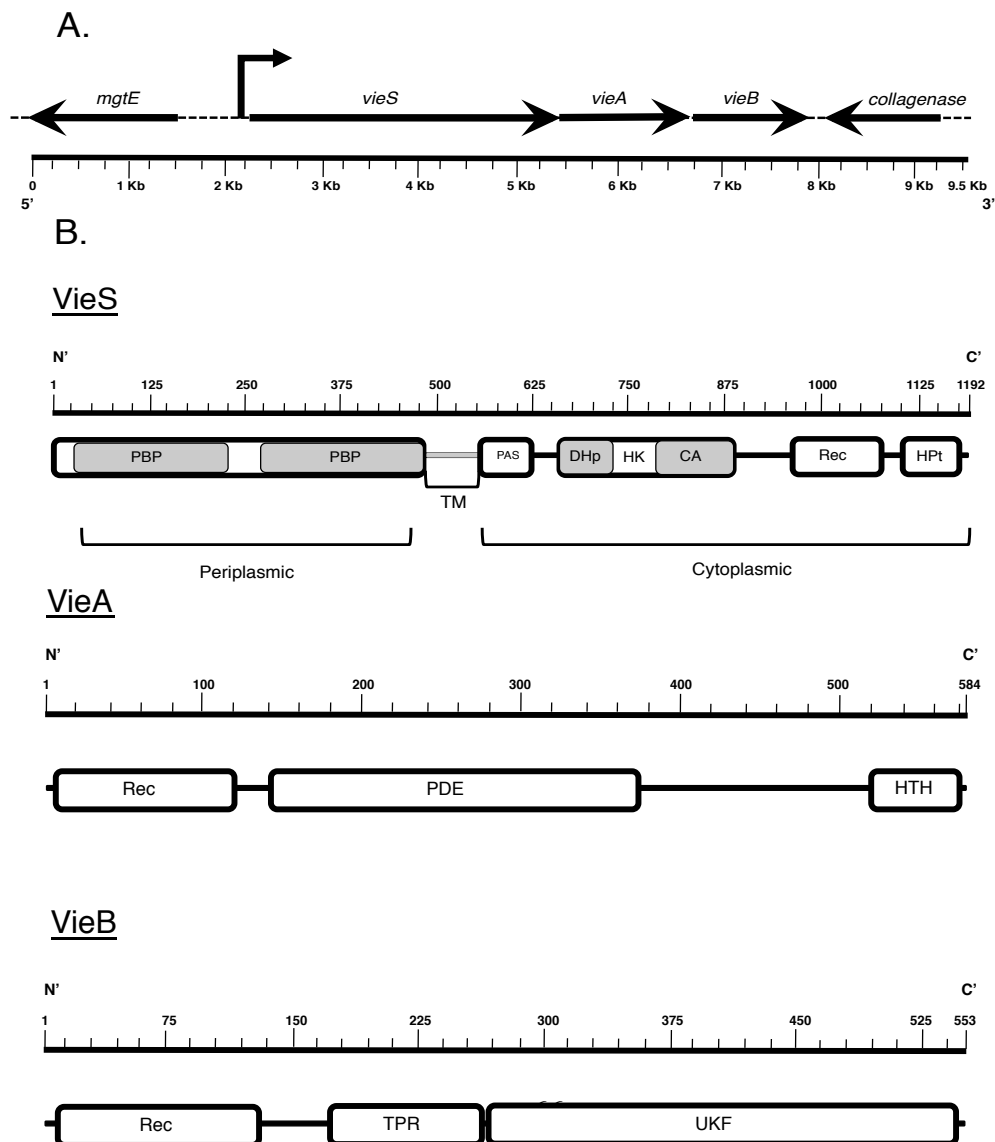 A.
mgtE vieS vieA vieB collagenase
0 1 Kb 2 Kb 3 Kb 4 Kb 5 Kb 6 Kb 7 Kb 8 Kb 9 Kb 9.5 Kb
5' 3'
B.
VieS
N' C'
1 125 250 375 500 625 750 875 1000 1125 1192
PBP PBP PAS DHp HK CA Rec HPt
TM
Periplasmic Cytoplasmic
VieA
N' C'
1 100 200 300 400 500 584
Rec PDE HTH
VieB
N' C'
1 75 150 225 300 375 450 525 553
Rec TPR UKF